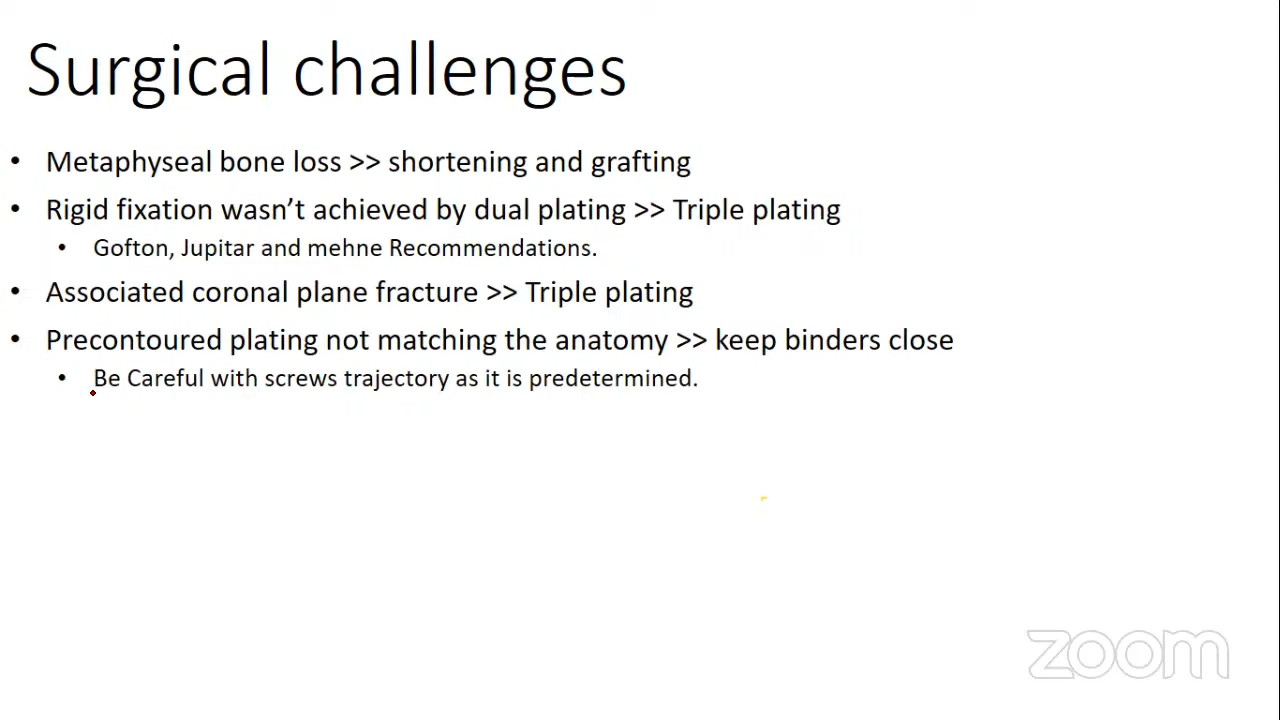 Surgical challenges
• Metaphyseal bone loss >> shortening and grafting
• Rigid fixation wasn’t achieved by dual plating >> Triple plating
• Gofton, Jupitar and mehne Recommendations.
• Associated coronal plane fracture >> Triple plating
• Precontoured plating not matching the anatomy >> keep binders close
• Be Careful with screws trajectory as it is predetermined.
zoom